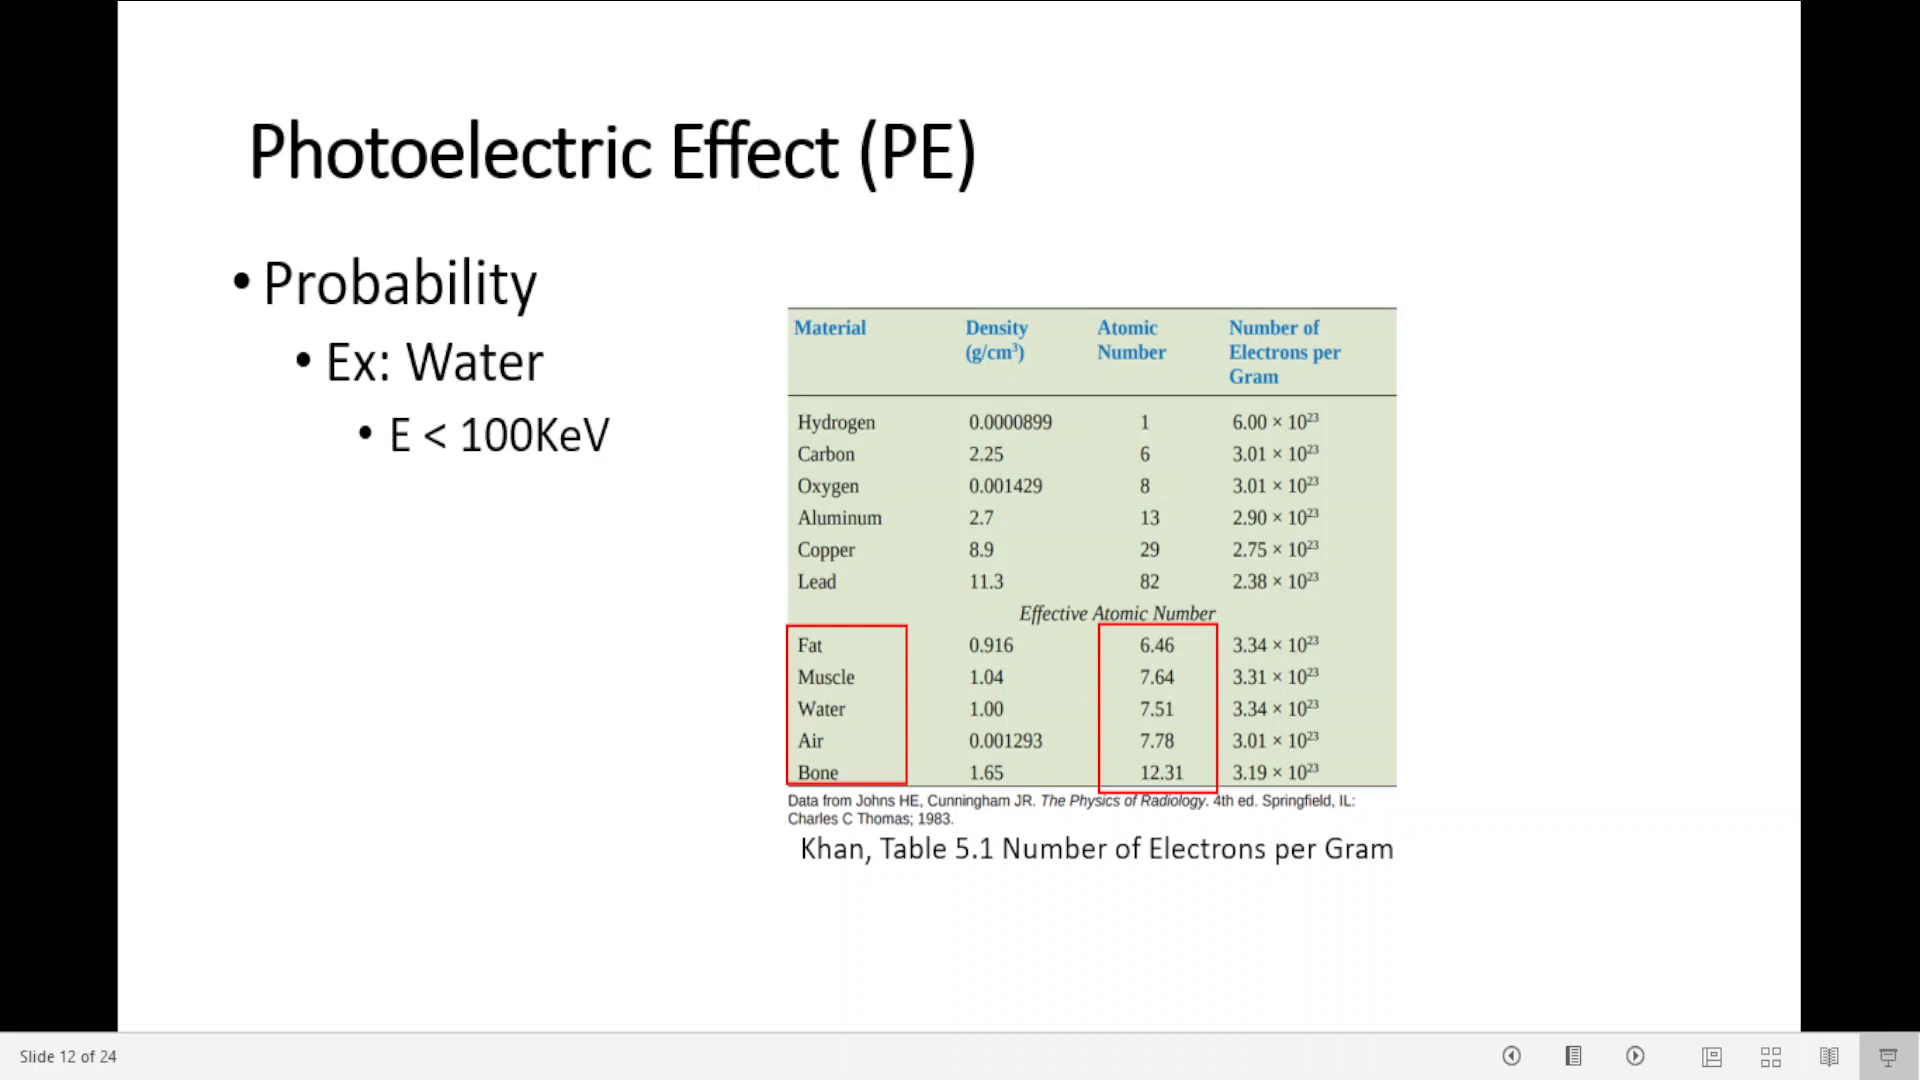 Photoelectric Effect (PE)
• Probability
• Ex: Water
• E < 100KeV
Material Density (g/cm³) Atomic Number Number of Electrons per Gram
Hydrogen 0.0000899 1 6.00 × 10²³
Carbon 2.25 6 3.01 × 10²³
Oxygen 0.001429 8 3.01 × 10²³
Aluminum 2.7 13 2.90 × 10²³
Copper 8.9 29 2.75 × 10²³
Lead 11.3 82 2.38 × 10²³
Effective Atomic Number
Fat 0.916 6.46 3.34 × 10²³
Muscle 1.04 7.64 3.31 × 10²³
Water 1.00 7.51 3.34 × 10²³
Air 0.001293 7.78 3.01 × 10²³
Bone 1.65 12.31 3.19 × 10²³
Data from Johns HE, Cunningham JR. The Physics of Radiology. 4th ed. Springfield, IL:
Charles C Thomas; 1983.
Khan, Table 5.1 Number of Electrons per Gram
Slide 12 of 24